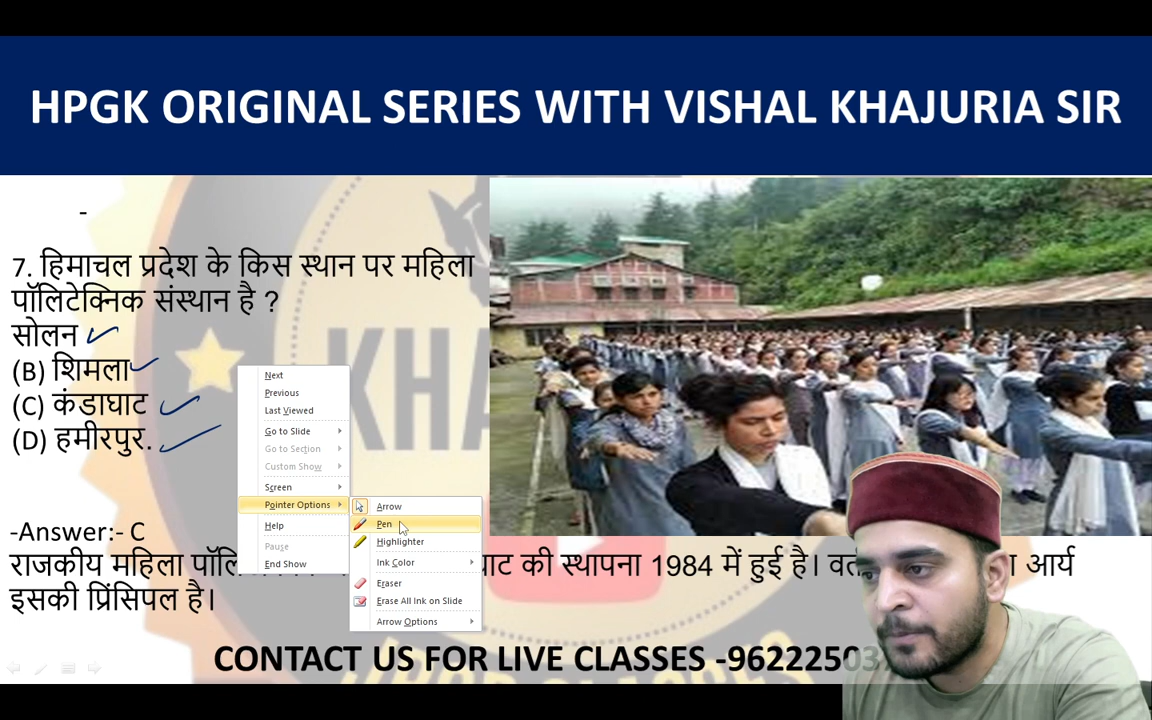 HPGK ORIGINAL SERIES WITH VISHAL KHAJURIA SIR
-
7. हिमाचल प्रदेश के किस स्थान पर महिला
पॉलिटेक्निक संस्थान है ?
सोलन
(B) शिमला
(C) कंडाघाट
(D) हमीरपुर.
KHA
Next
Previous
Last Viewed
Go to Slide
Go to Section
Custom Show
Screen
Pointer Options
Help
Pause
End Show
Arrow
Pen
Highlighter
Ink Color
Eraser
Erase All Ink on Slide
Arrow Options
-Answer:- C
राजकीय महिला की स्थापना 1984 में हुई है। आर्य
इसकी प्रिंसिपल है।
CONTACT US FOR LIVE CLASSES -9622250